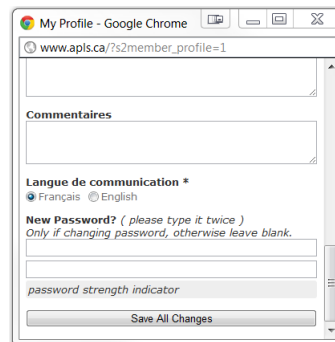 My Profile - Google Chrome
www.apls.ca/?s2member_profile=1
Commentaires
Langue de communication *
Français English
New Password? ( please type it twice )
Only if changing password, otherwise leave blank.
password strength indicator
Save All Changes